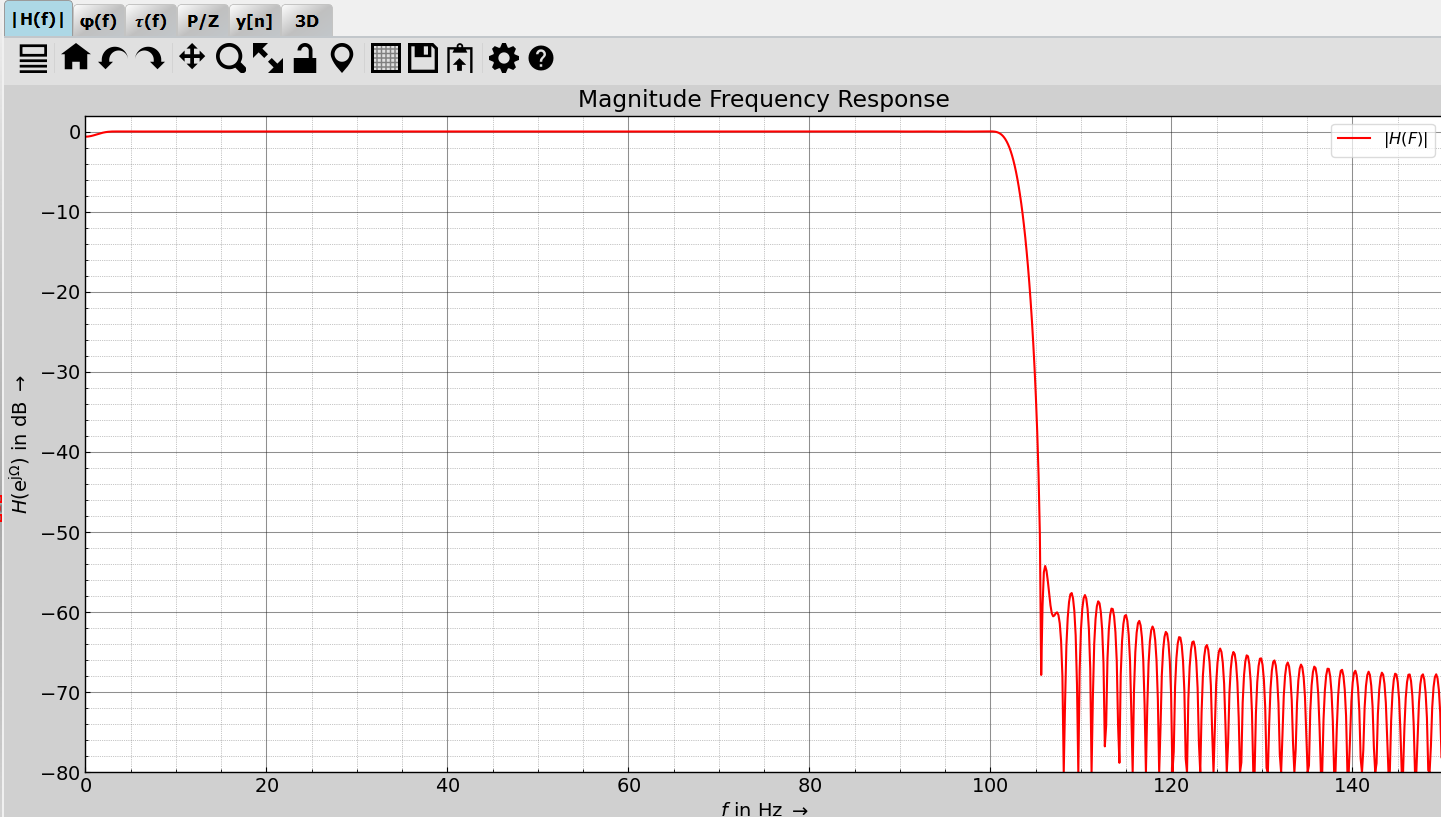 |H(f)| φ(f) τ(f) P/Z y[n] 3D
Magnitude Frequency Response
|H(F)|
H(e^jΩ) in dB →
0
−10
−20
−30
−40
−50
−60
−70
−80
0 20 40 60 80 100 120 140
f in Hz →